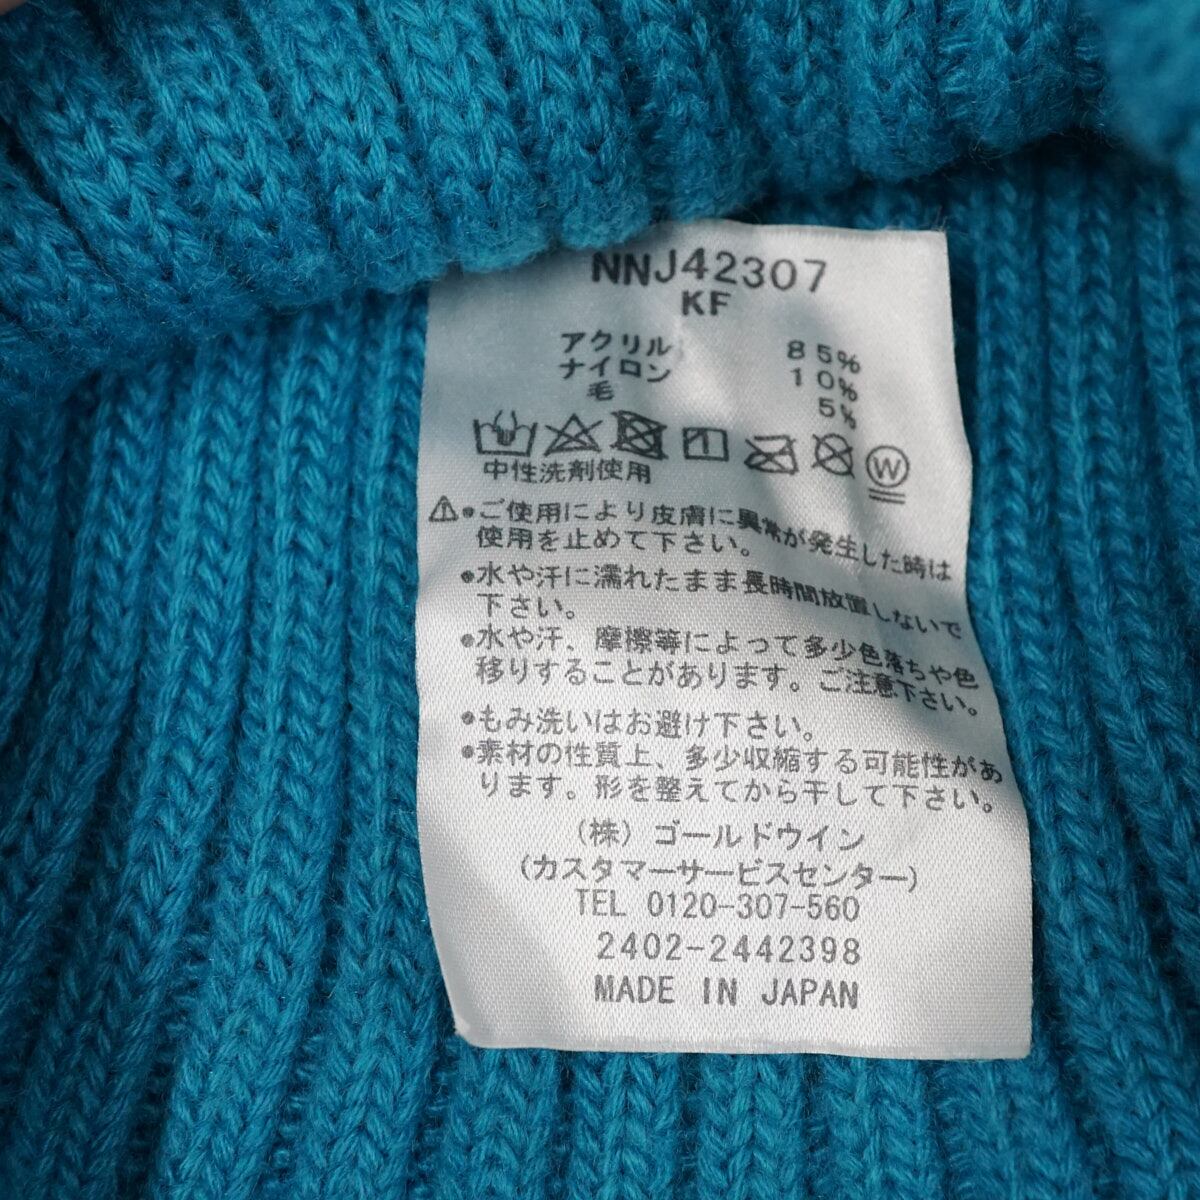 NNJ42307
KF
アクリル 85%
ナイロン 10%
毛 5%
W
中性洗剤使用
⚠●ご使用により皮膚に異常が発生した時は
使用を止めて下さい。
●水や汗に濡れたまま長時間放置しないで
下さい。
●水や汗、摩擦等によって多少色落ちや色
移りすることがあります。ご注意下さい。
●もみ洗いはお避け下さい。
●素材の性質上、多少収縮する可能性があ
ります。形を整えてから干して下さい。
(株)ゴールドウイン
(カスタマーサービスセンター)
TEL 0120-307-560
2402-2442398
MADE IN JAPAN